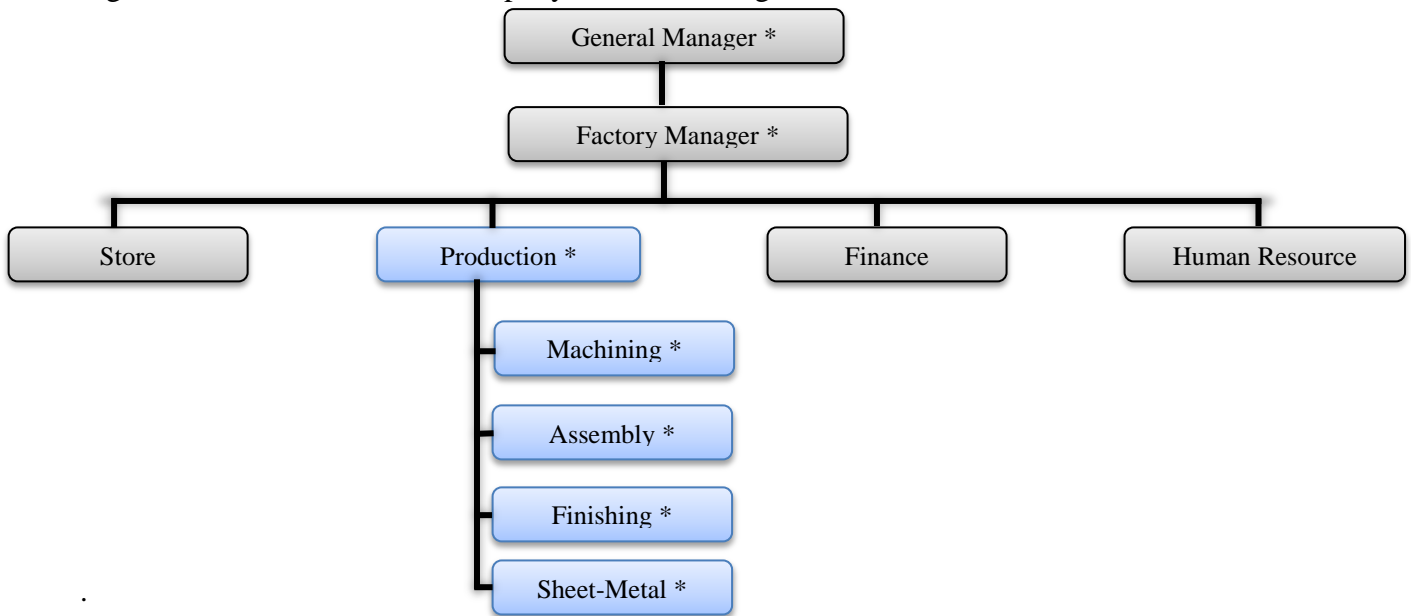 General Manager *
Factory Manager *
Store
Production *
Finance
Human Resource
Machining *
Assembly *
Finishing *
Sheet-Metal *
.